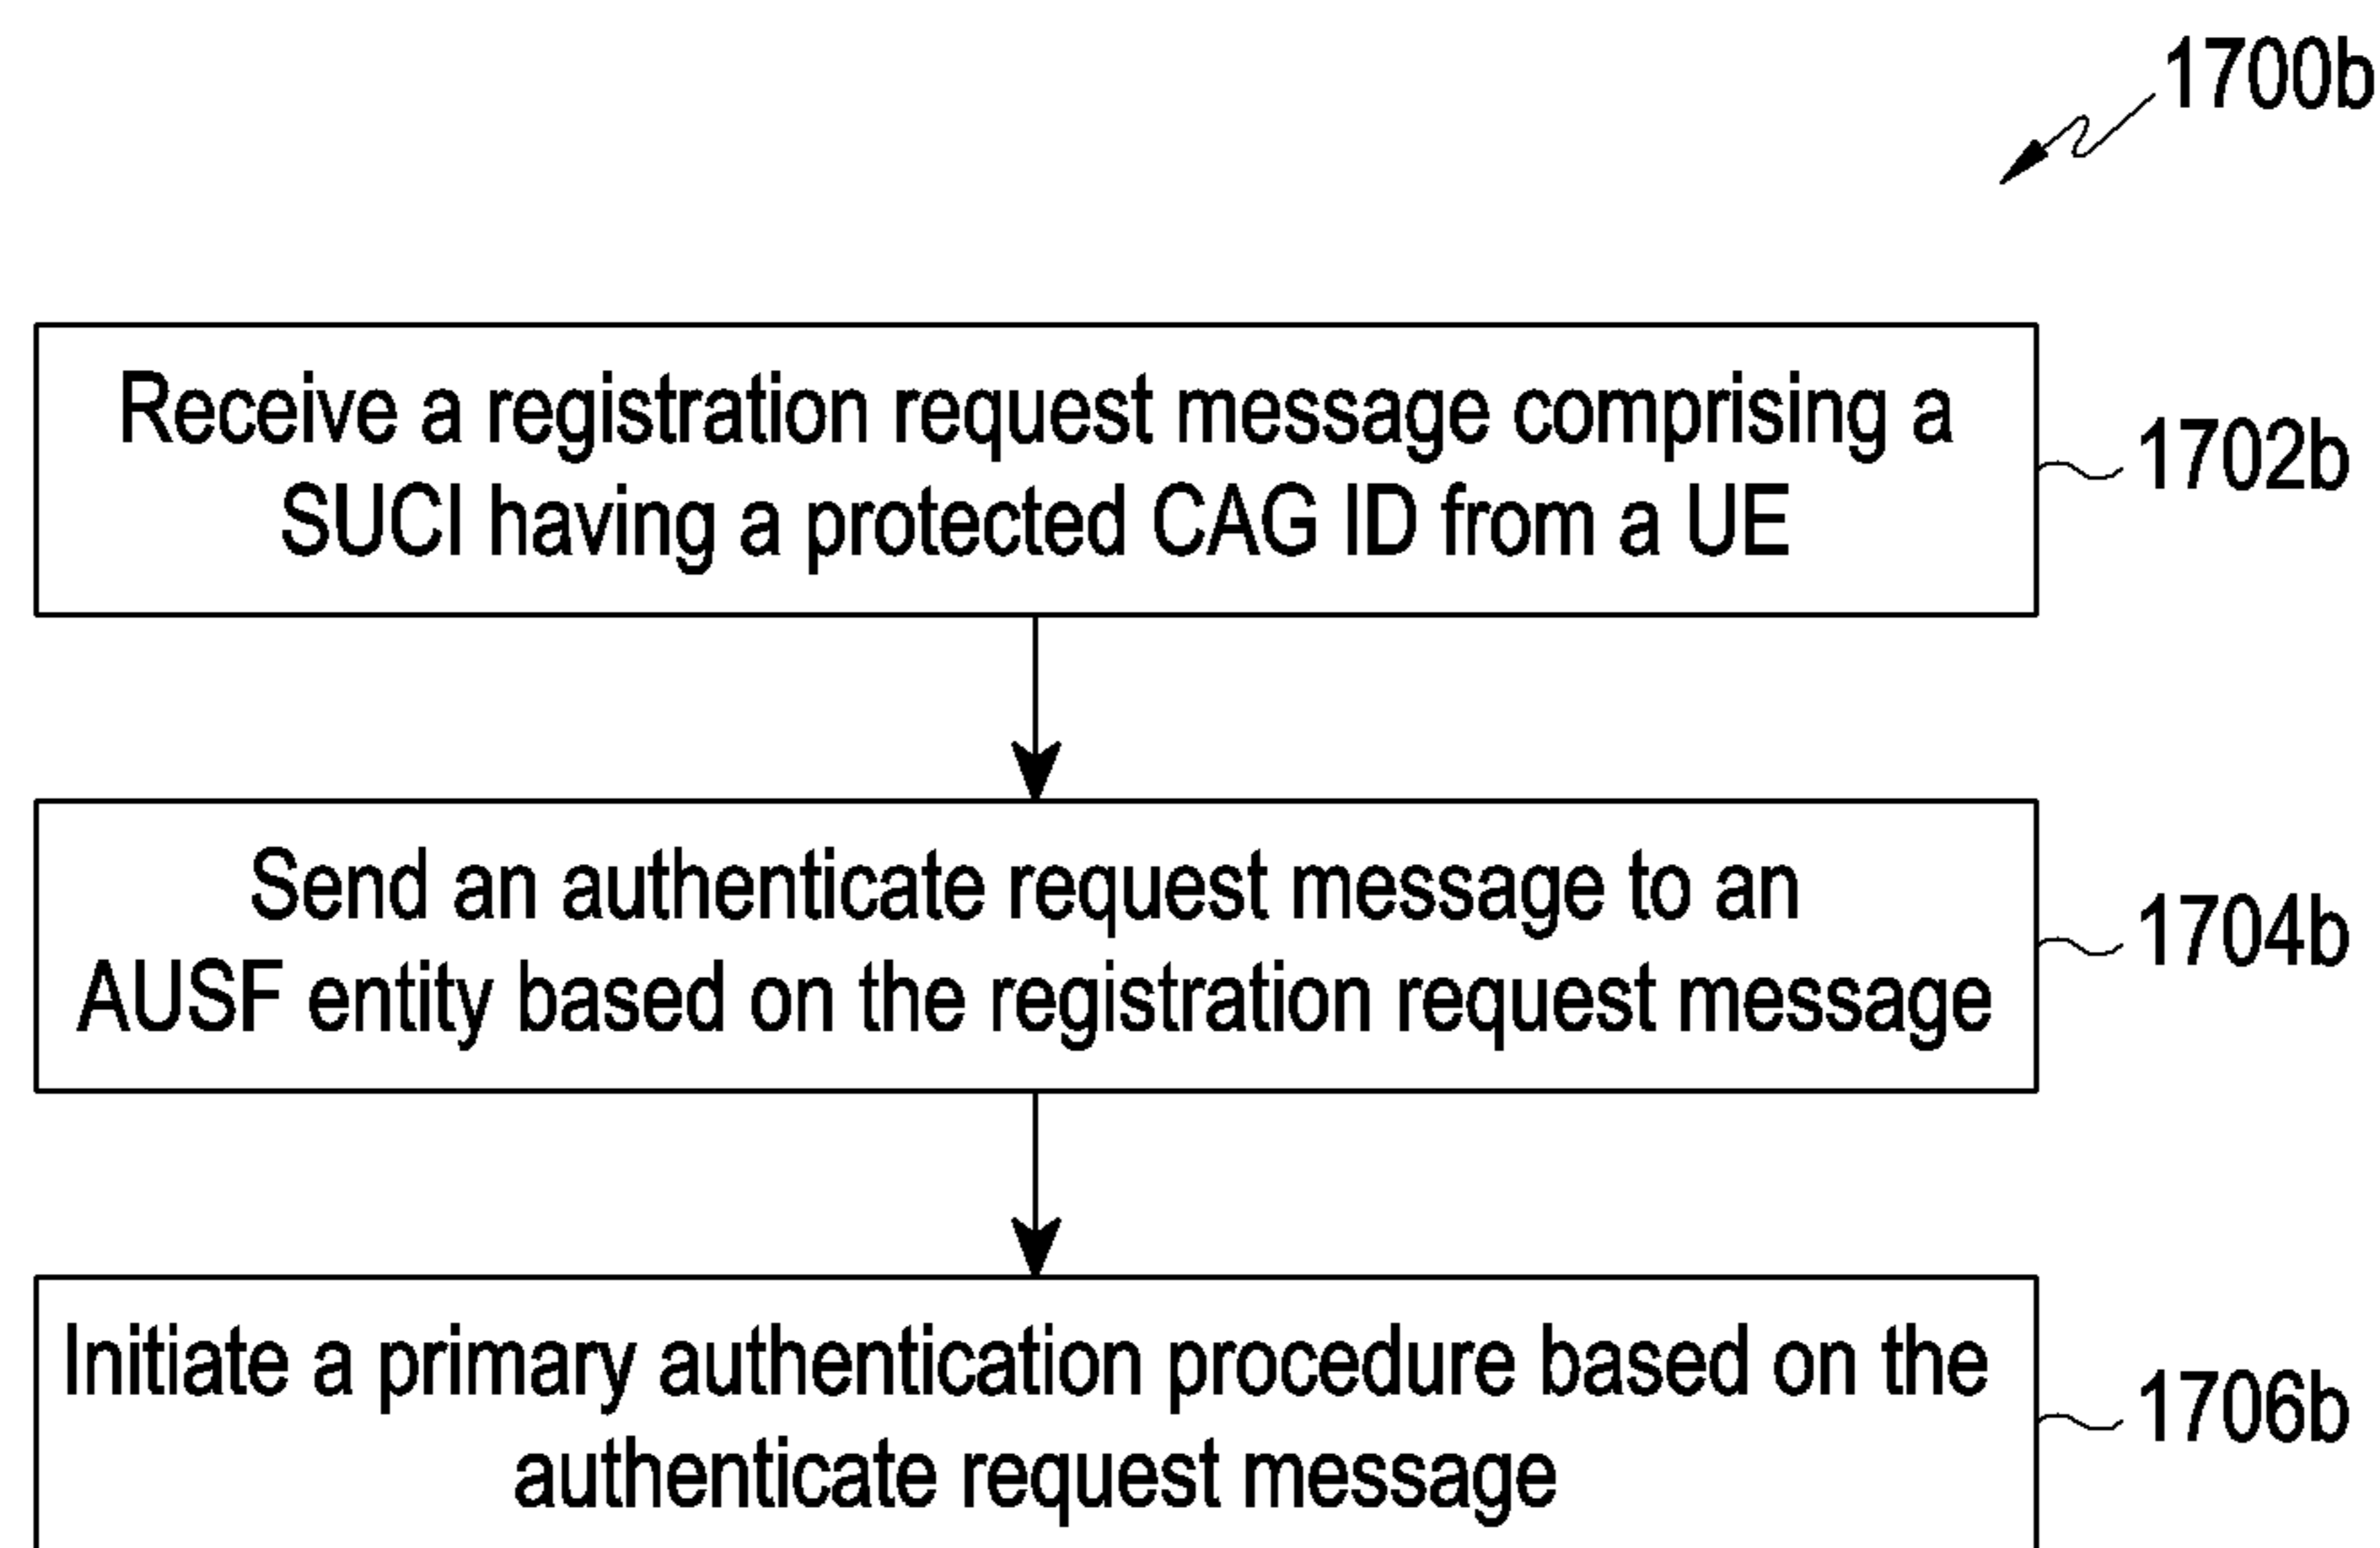 1700b
Receive a registration request message comprising a
SUCI having a protected CAG ID from a UE
1702b
Send an authenticate request message to an
AUSF entity based on the registration request message
1704b
Initiate a primary authentication procedure based on the
authenticate request message
1706b